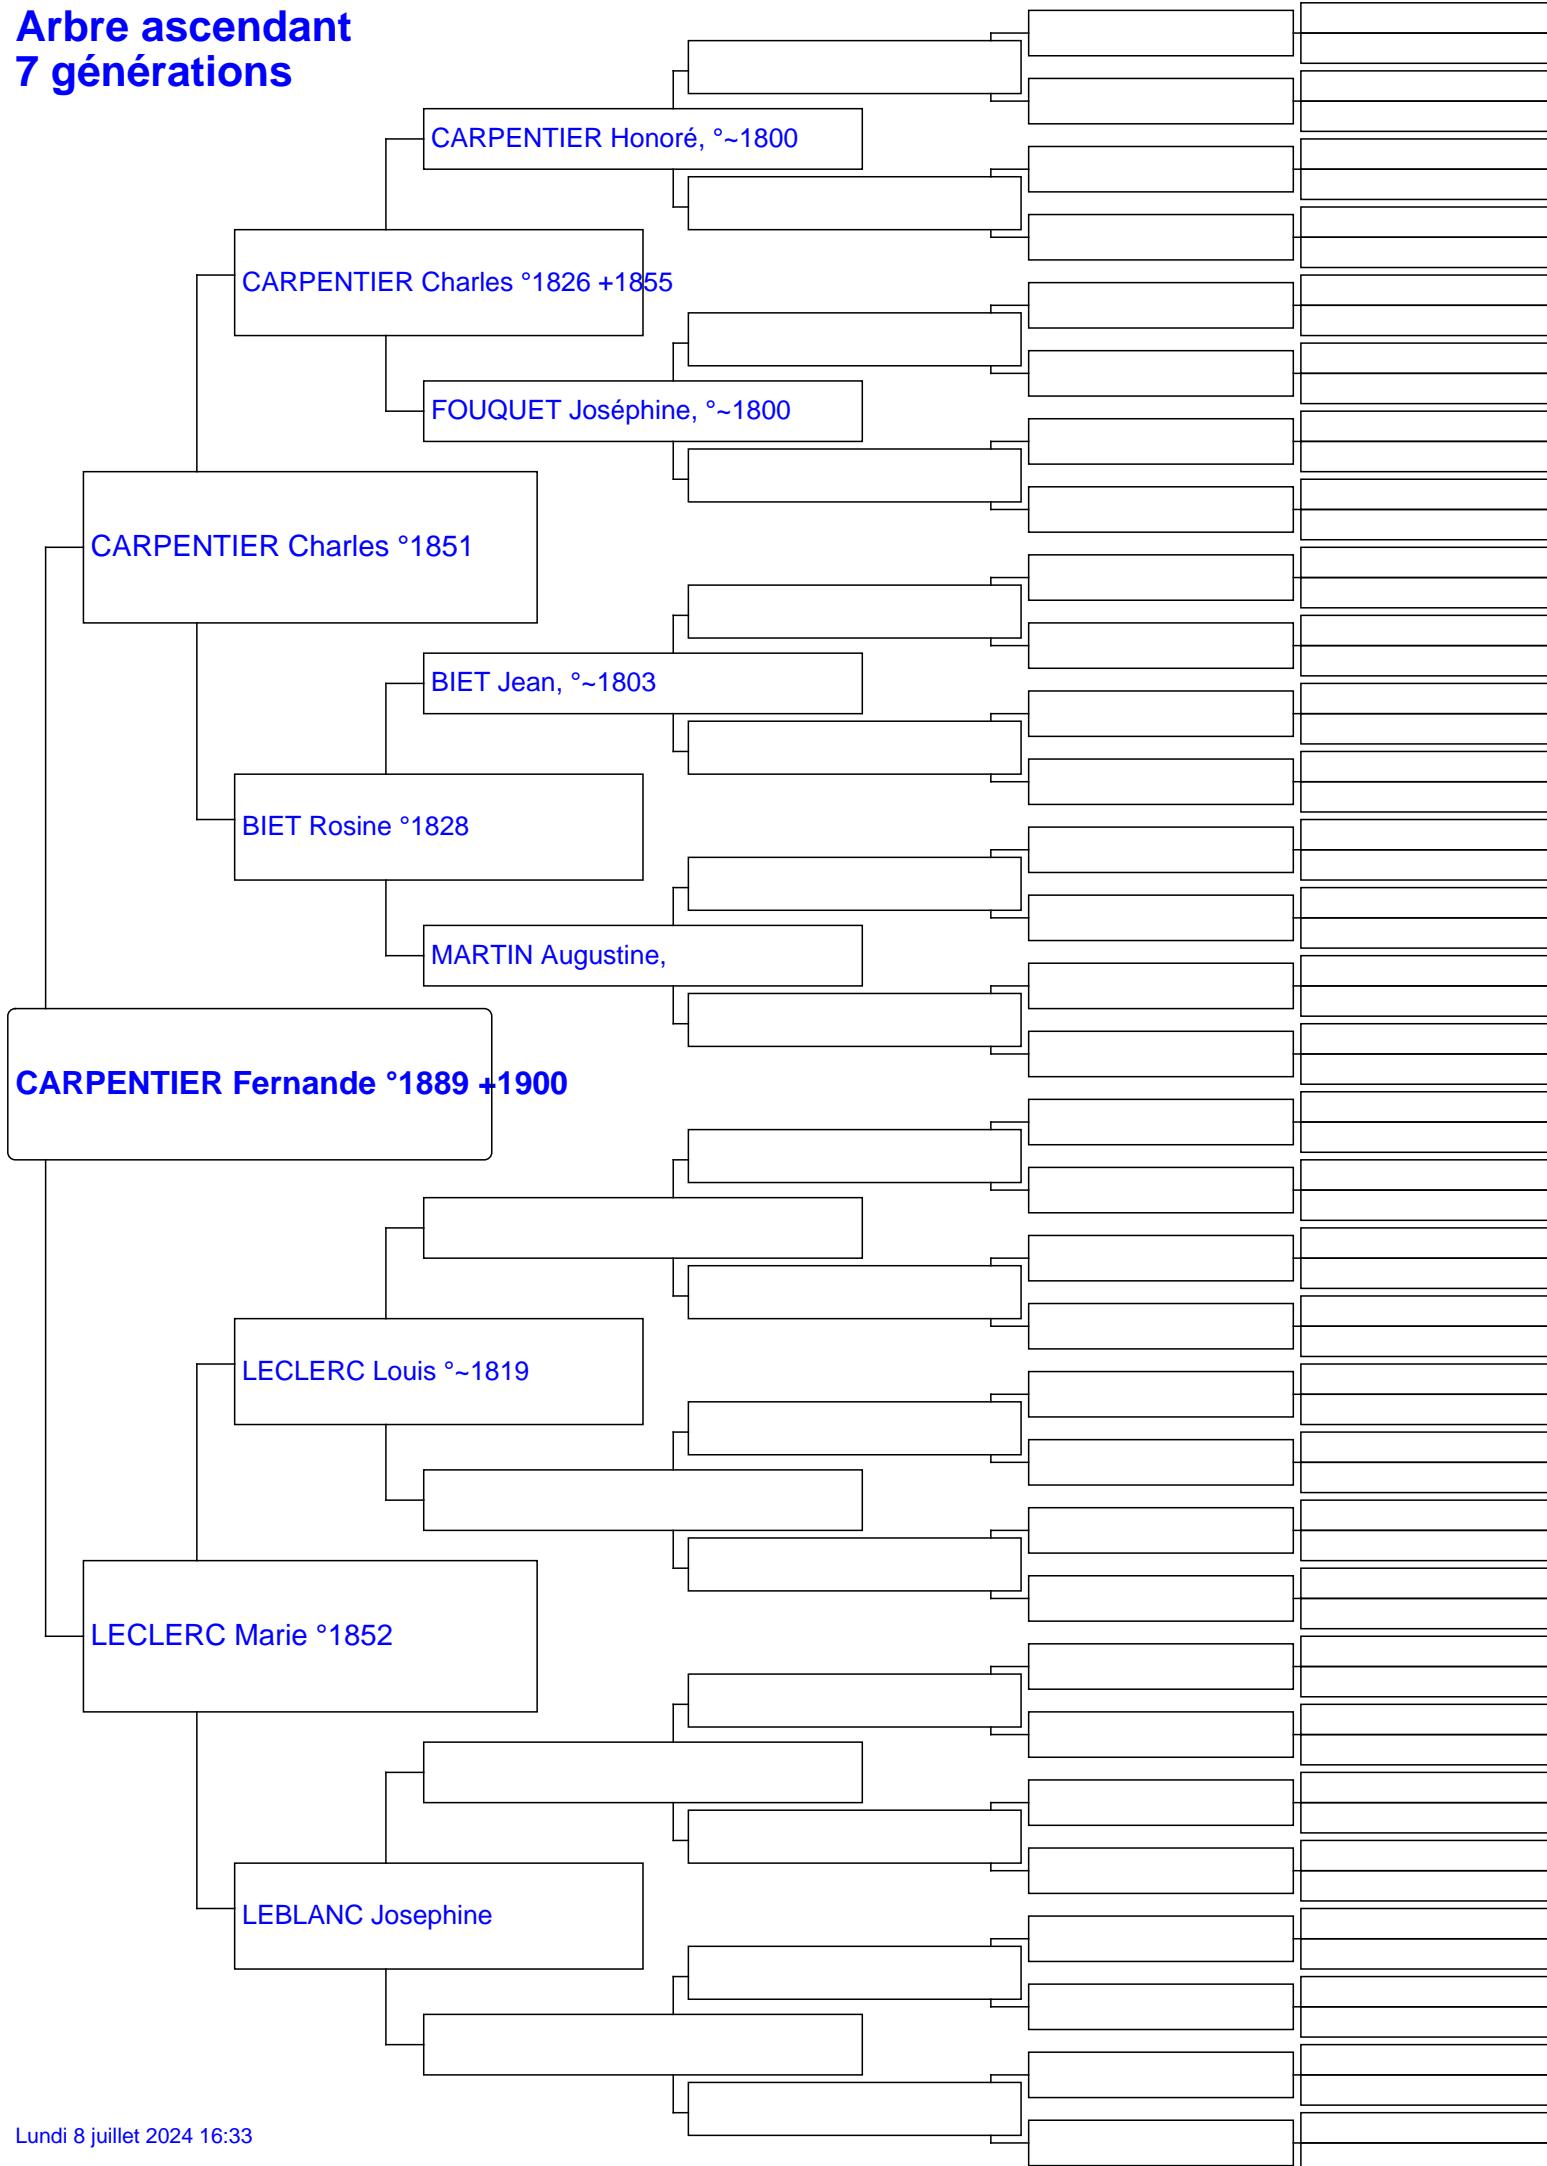 Arbre ascendant
7 générations
CARPENTIER Honoré, °~1800
CARPENTIER Charles °1826 +1855
FOUQUET Joséphine, °~1800
CARPENTIER Charles °1851
BIET Jean, °~1803
BIET Rosine °1828
MARTIN Augustine,
CARPENTIER Fernande °1889 +1900
LECLERC Louis °~1819
LECLERC Marie °1852
LEBLANC Josephine
Lundi 8 juillet 2024 16:33